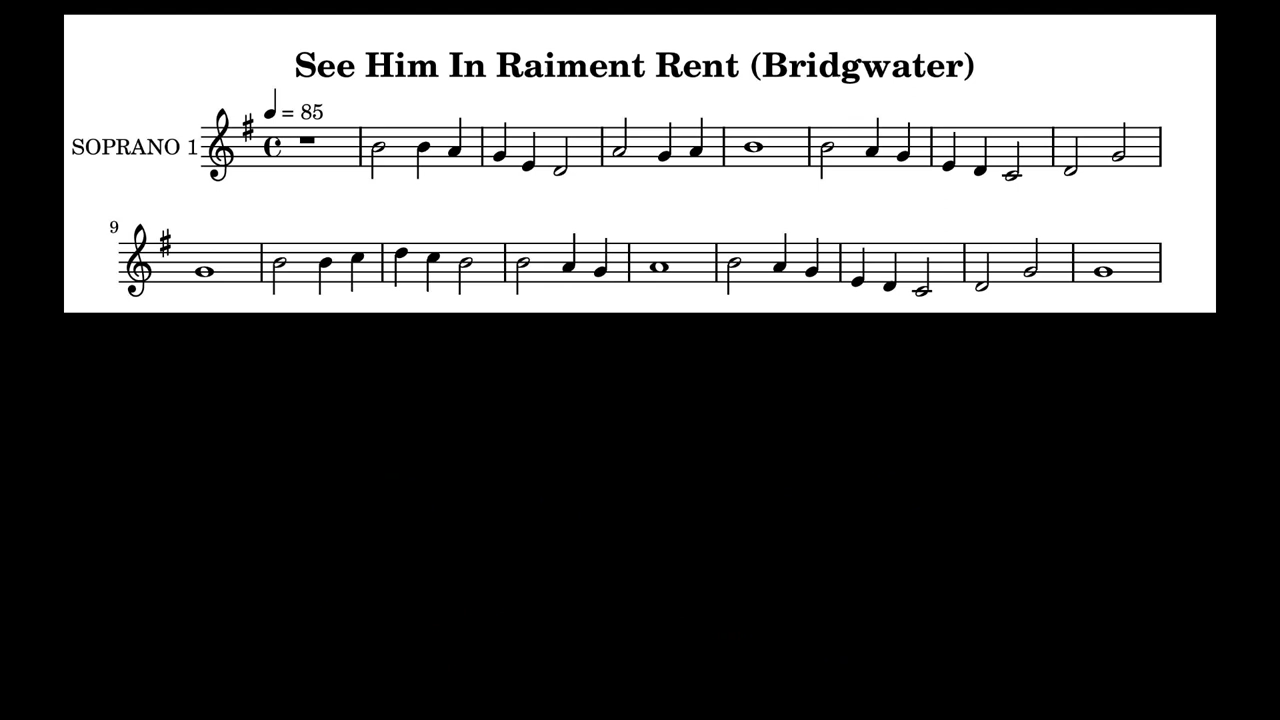 See Him In Raiment Rent (Bridgwater)
= 85
SOPRANO 1
9